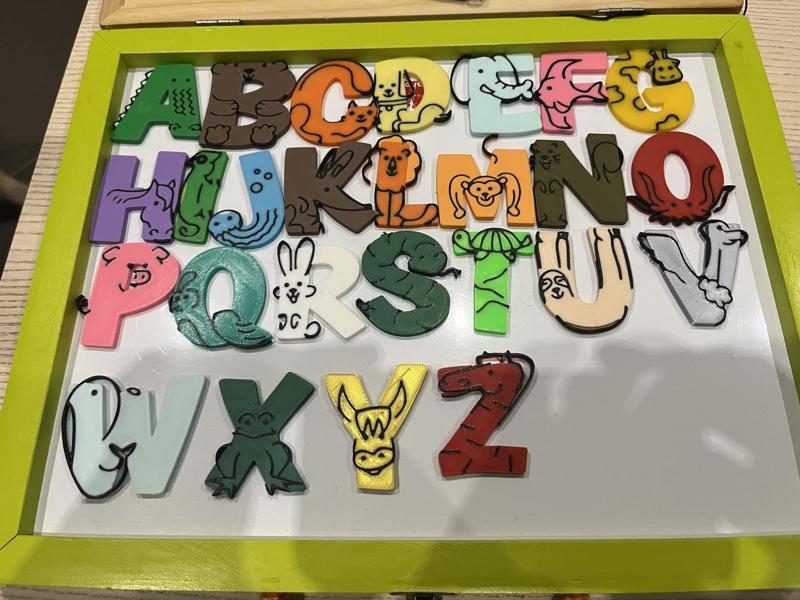 ABCDEFG
HIJKLMNO
PQRSTUV
WXYZ